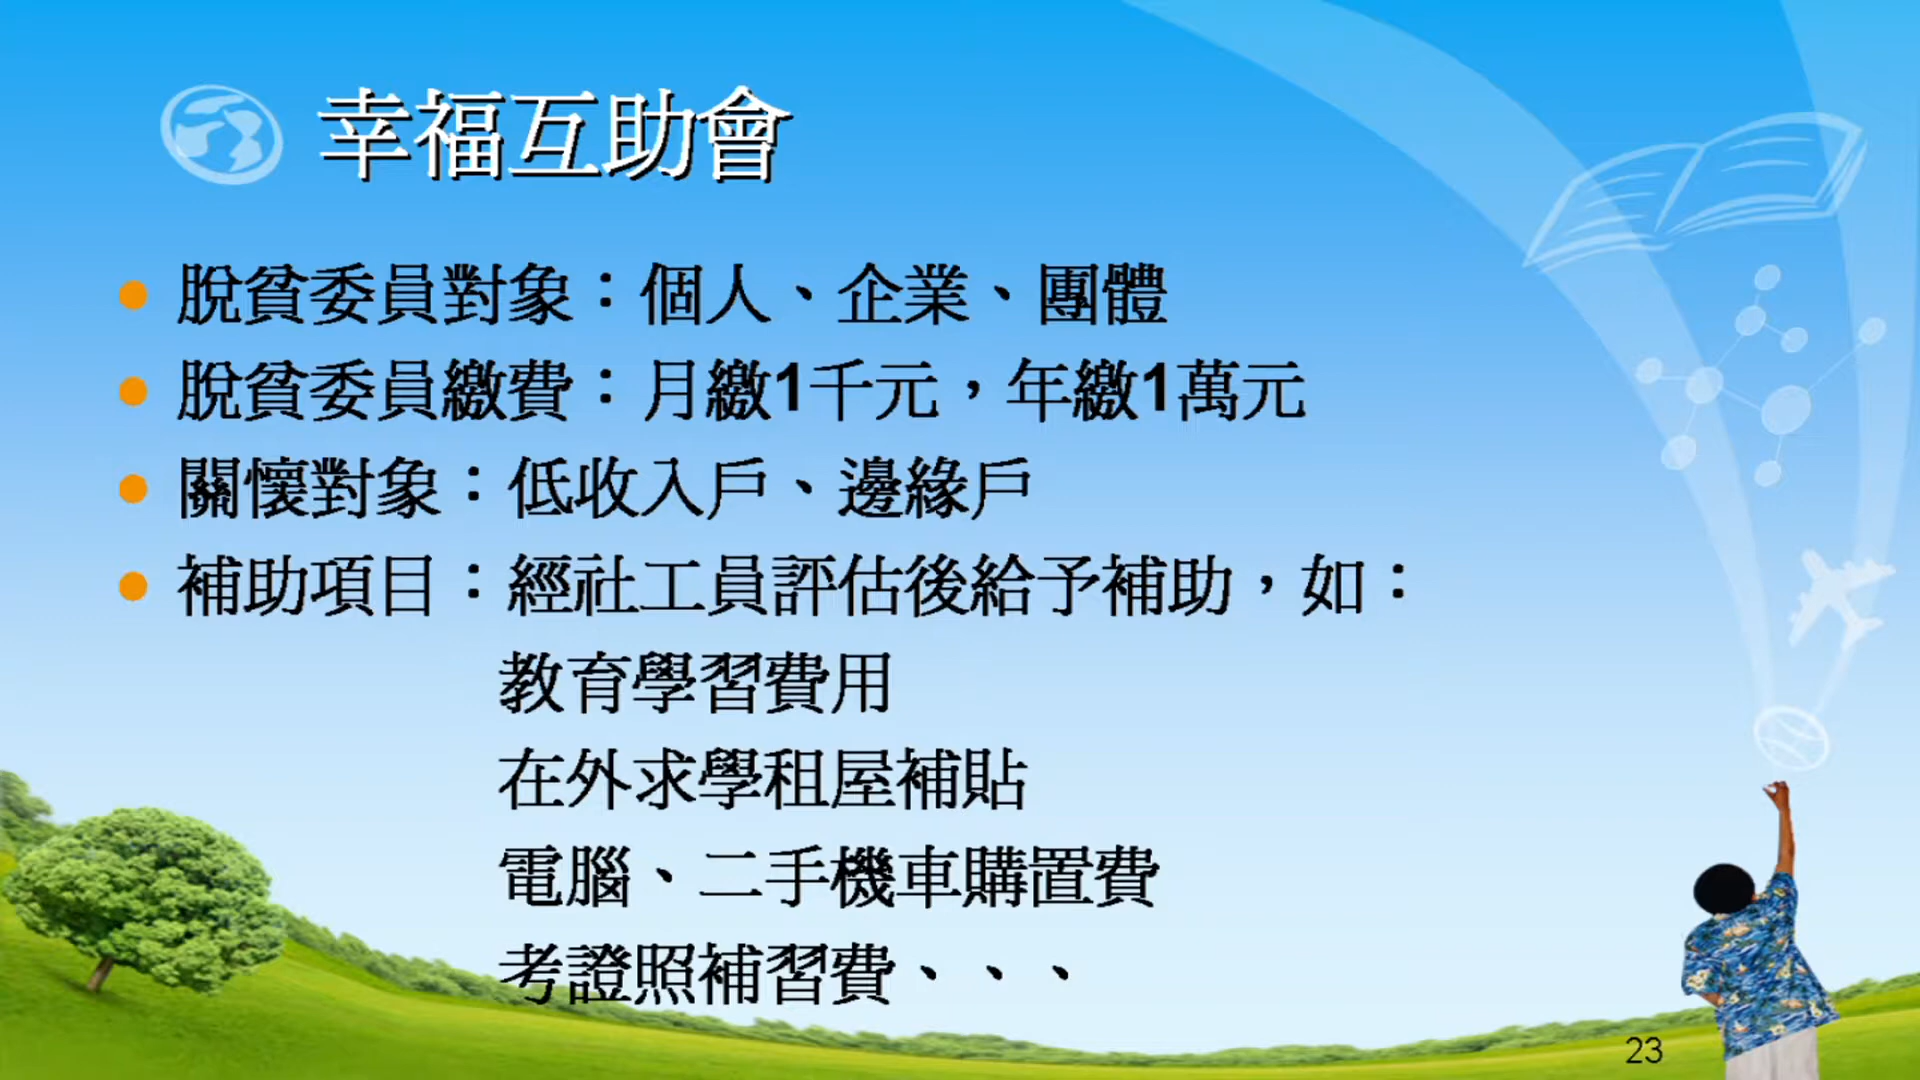 幸福互助會
脫貧委員對象：個人、企業、團體
脫貧委員繳費：月繳1千元，年繳1萬元
關懷對象：低收入戶、邊緣戶
補助項目：經社工員評估後給予補助，如：
教育學習費用
在外求學租屋補貼
電腦、二手機車購置費
考證照補習費、、、
23